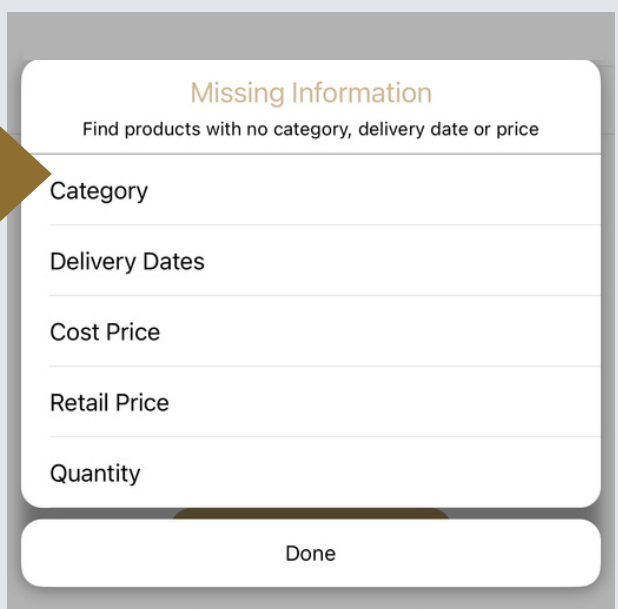 Missing Information
Find products with no category, delivery date or price
Category
Delivery Dates
Cost Price
Retail Price
Quantity
Done